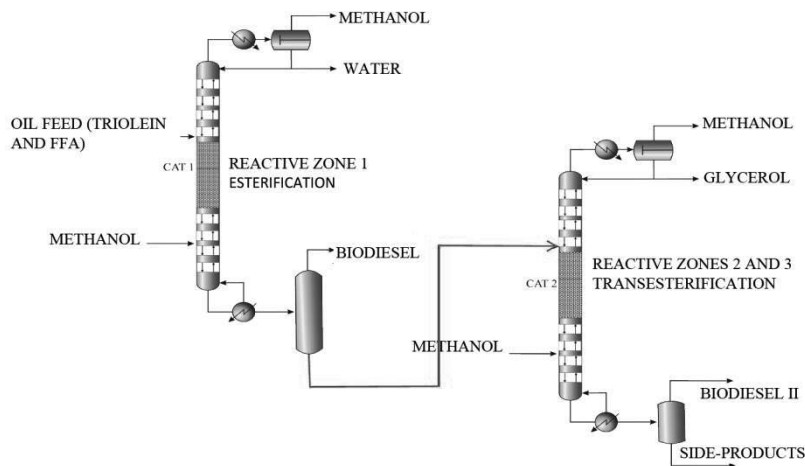 METHANOL
WATER
OIL FEED (TRIOLEIN
AND FFA)
CAT 1
REACTIVE ZONE 1
ESTERIFICATION
METHANOL
BIODIESEL
METHANOL
GLYCEROL
CAT 2
REACTIVE ZONES 2 AND 3
TRANSESTERIFICATION
METHANOL
BIODIESEL II
SIDE-PRODUCTS